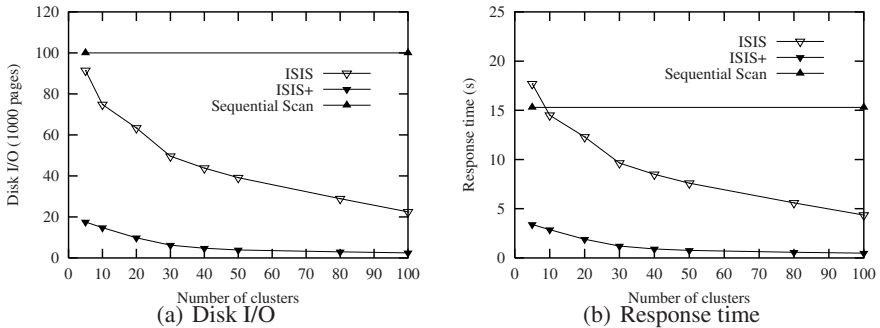 Disk I/O (1000 pages)
120
100
80
60
40
20
0
ISIS
ISIS+
Sequential Scan
0 10 20 30 40 50 60 70 80 90 100
Number of clusters
(a) Disk I/O
Response time (s)
25
20
15
10
5
0
ISIS
ISIS+
Sequential Scan
0 10 20 30 40 50 60 70 80 90 100
Number of clusters
(b) Response time